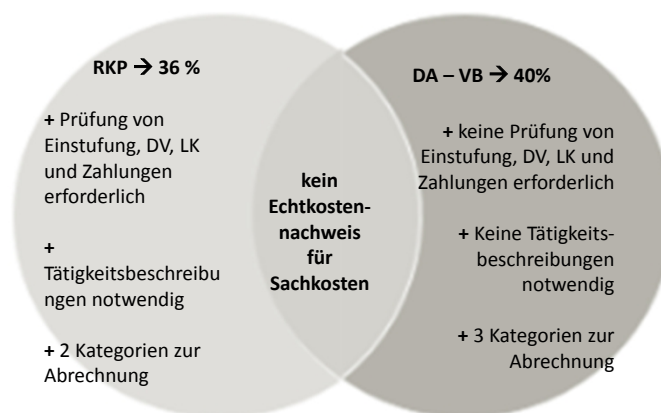 RKP → 36 %
+ Prüfung von
Einstufung, DV, LK
und Zahlungen
erforderlich
+
Tätigkeitsbeschreibu
ngen notwendig
+ 2 Kategorien zur
Abrechnung
kein
Echtkosten-
nachweis
für
Sachkosten
DA – VB → 40%
+ keine Prüfung von
Einstufung, DV, LK und
Zahlungen erforderlich
+ Keine Tätigkeits-
beschreibungen
notwendig
+ 3 Kategorien zur
Abrechnung